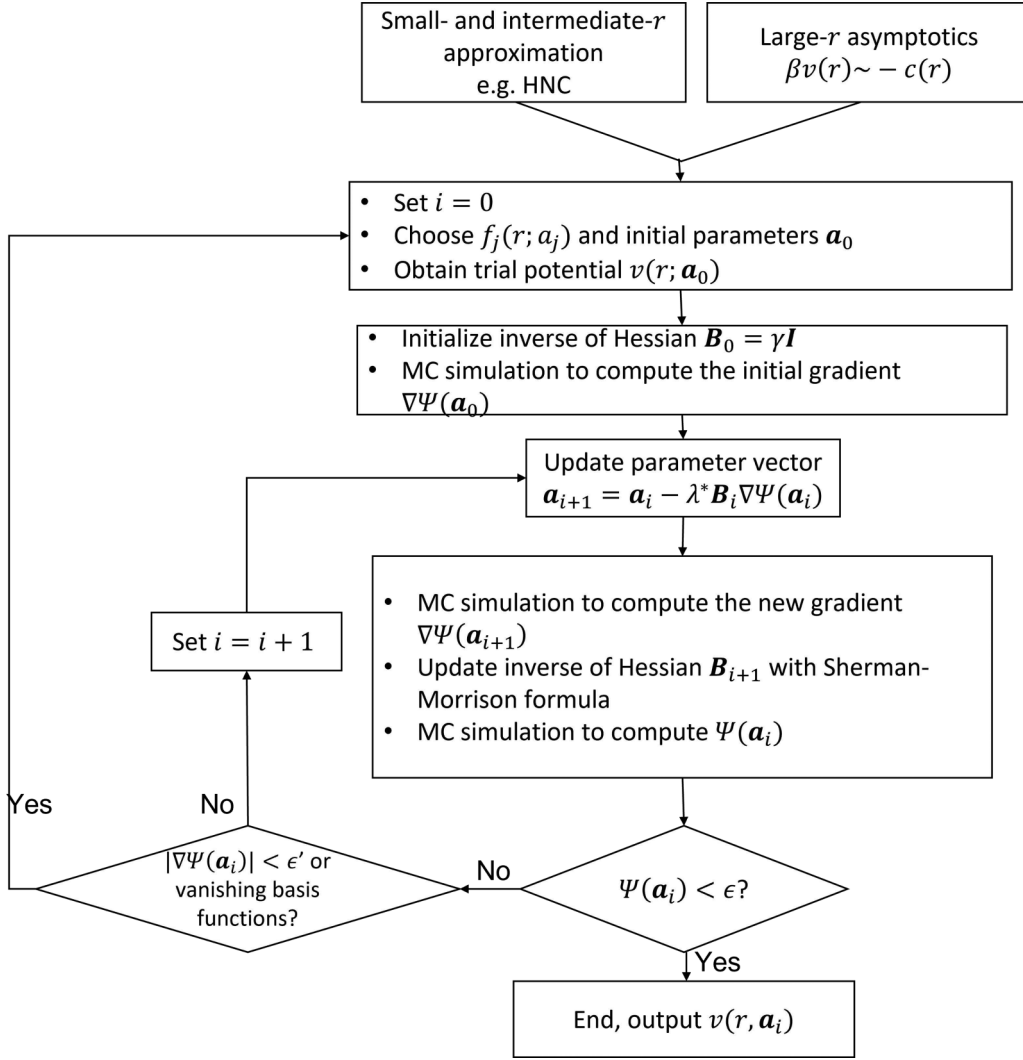 Small- and intermediate-r
approximation
e.g. HNC
Large-r asymptotics
βv(r)~ − c(r)
• Set i = 0
• Choose f_j(r; a_j) and initial parameters a_0
• Obtain trial potential v(r; a_0)
• Initialize inverse of Hessian B_0 = γI
• MC simulation to compute the initial gradient
∇Ψ(a_0)
Update parameter vector
a_{i+1} = a_i − λ* B_i ∇Ψ(a_i)
• MC simulation to compute the new gradient
∇Ψ(a_{i+1})
• Update inverse of Hessian B_{i+1} with Sherman-
Morrison formula
• MC simulation to compute Ψ(a_i)
Set i = i + 1
Yes
No
|∇Ψ(a_i)| < ϵ′ or
vanishing basis
functions?
No
Ψ(a_i) < ϵ?
Yes
End, output v(r, a_i)